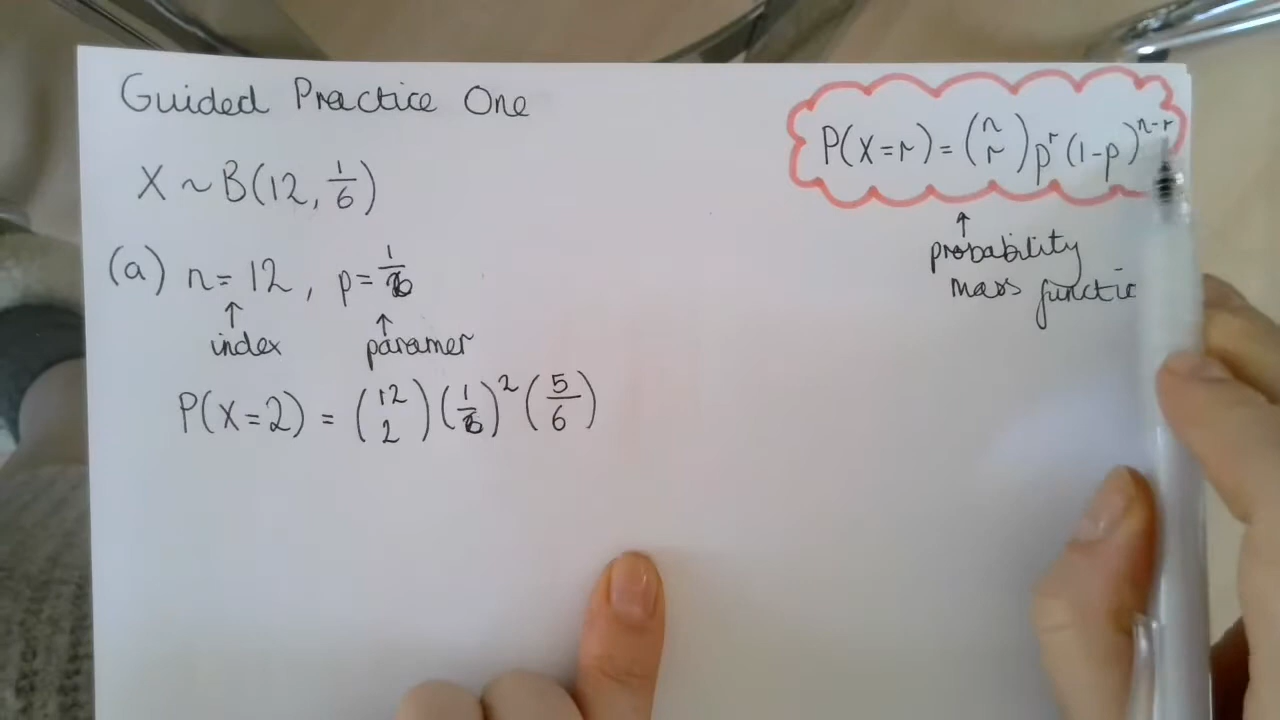 Guided Practice One
P(X=r) = (n r) p^r (1-p)^n-r
X ~ B(12, 1/6)
probability
mass functio
(a) n = 12, p = 1/6
↑ index ↑ paramer
P(X=2) = (12 2) (1/6)^2 (5/6)